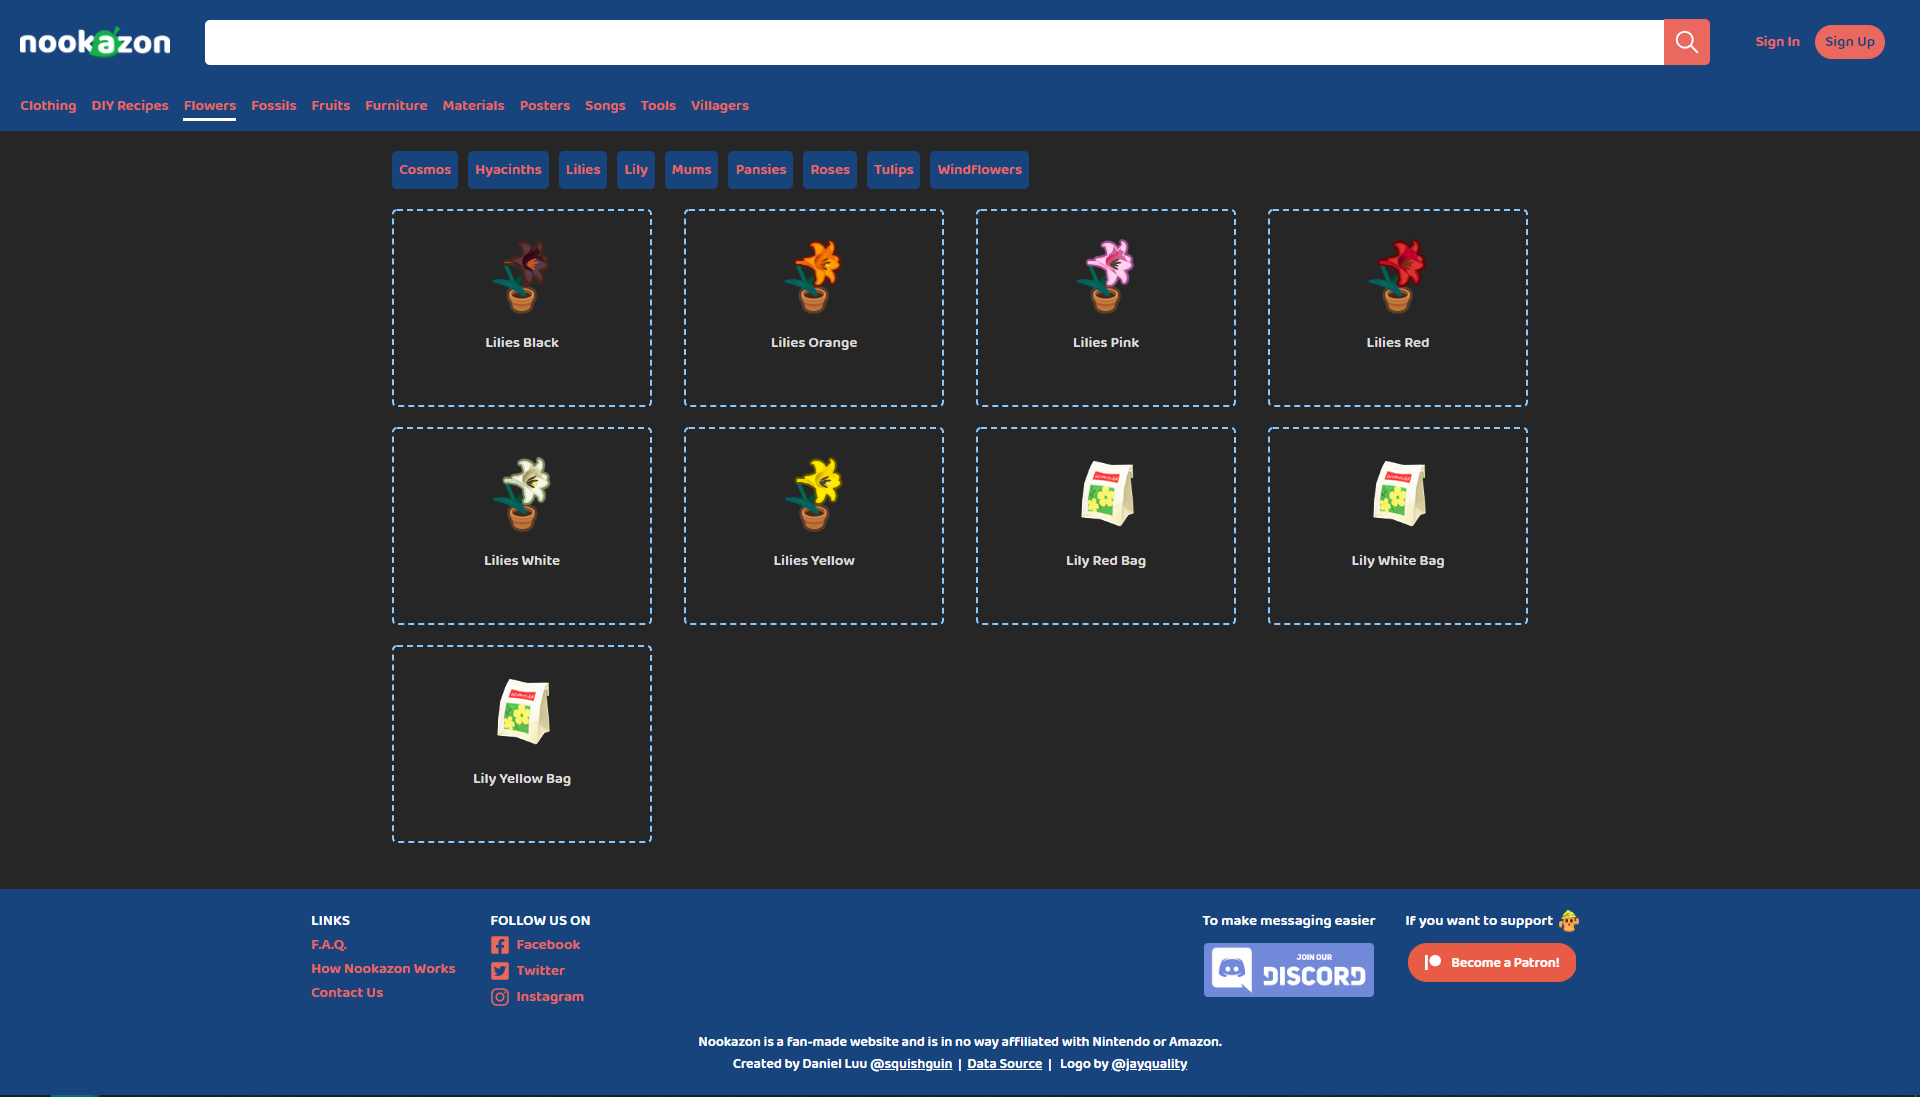 nookazon
Sign In
Sign Up
Clothing
DIY Recipes
Flowers
Fossils
Fruits
Furniture
Materials
Posters
Songs
Tools
Villagers
Cosmos
Hyacinths
Lilies
Lily
Mums
Pansies
Roses
Tulips
Windflowers
Lilies Black
Lilies Orange
Lilies Pink
Lilies Red
Lilies White
Lilies Yellow
Lily Red Bag
Lily White Bag
Lily Yellow Bag
LINKS
F.A.Q.
How Nookazon Works
Contact Us
FOLLOW US ON
Facebook
Twitter
Instagram
To make messaging easier
JOIN OUR
DISCORD
If you want to support
Become a Patron!
Nookazon is a fan-made website and is in no way affiliated with Nintendo or Amazon.
Created by Daniel Luu @squishguin | Data Source | Logo by @jayquality